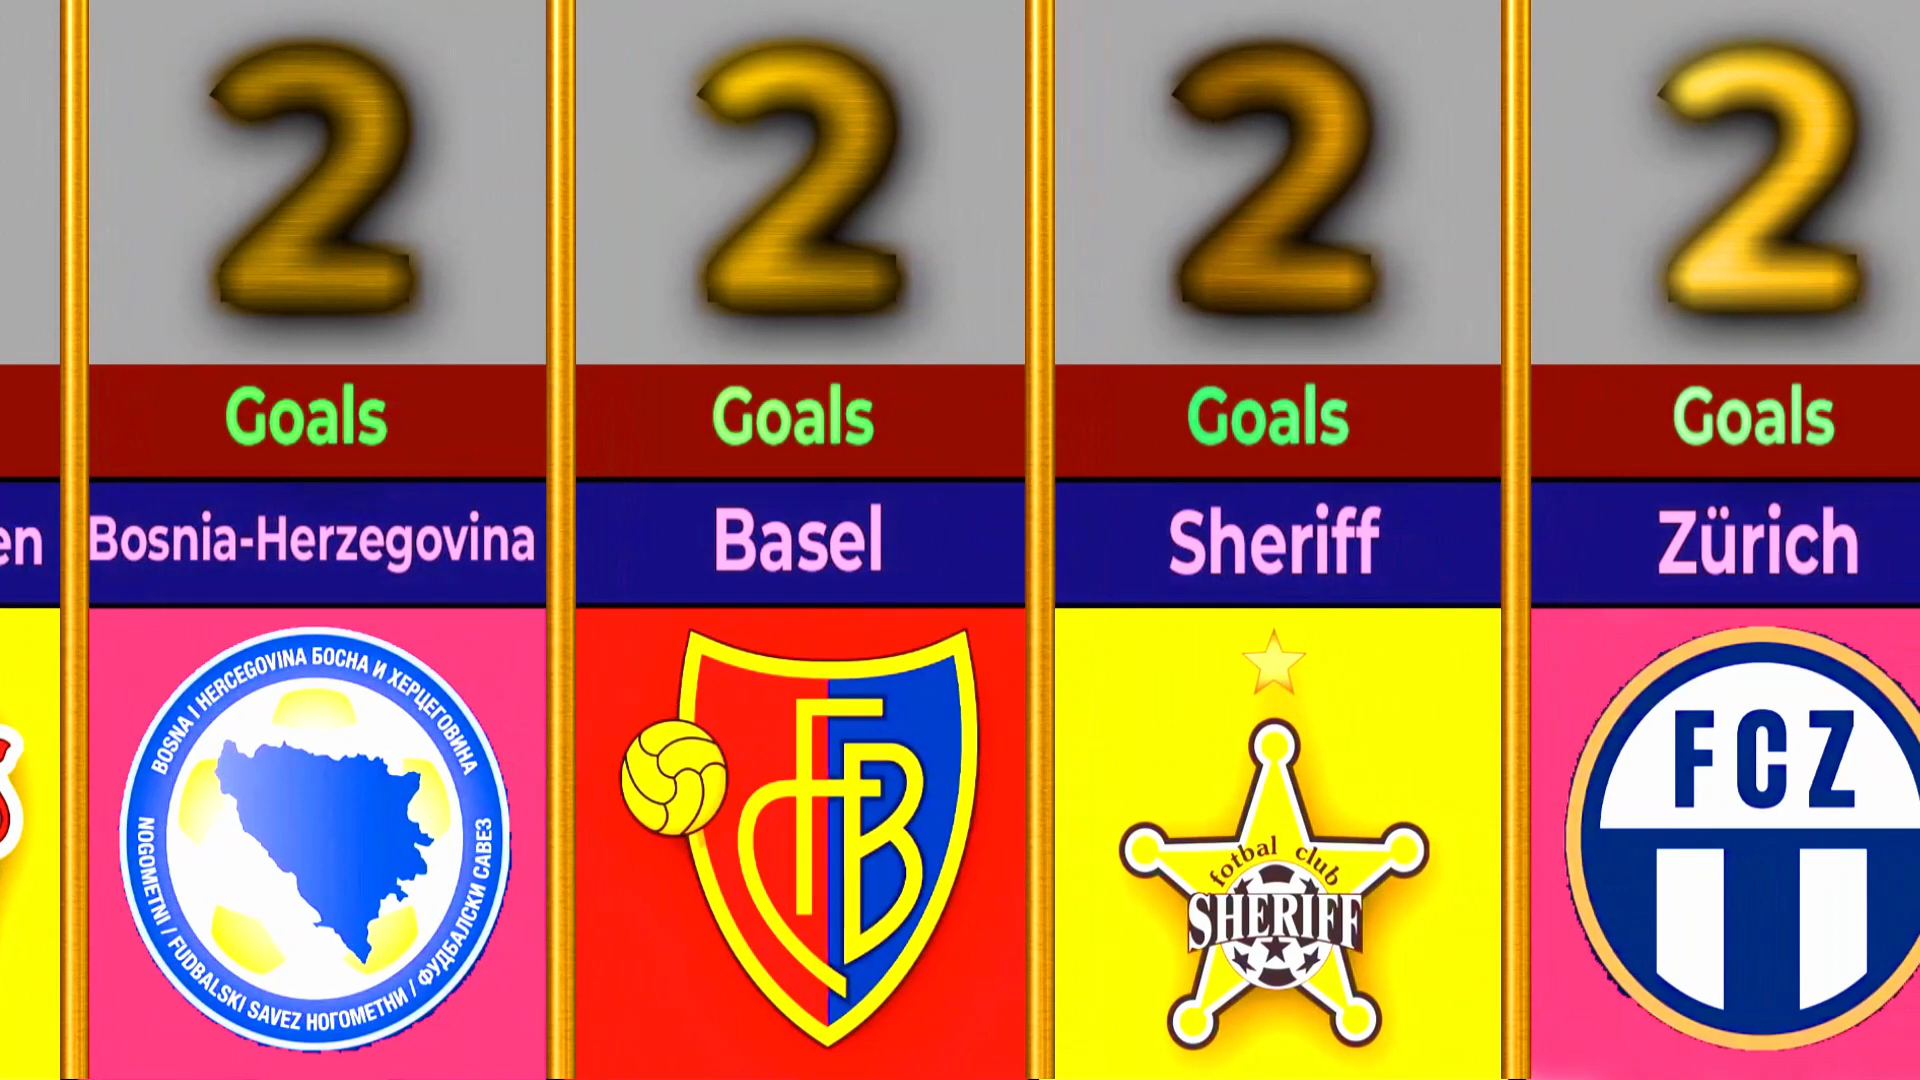 2
2
2
2
Goals
Goals
Goals
Goals
en
Bosnia-Herzegovina
Basel
Sheriff
Zürich
BOSNA I HERCEGOVINA БОСНА И ХЕРЦЕГОВИНА
NOGOMETNI / FUDBALSKI SAVEZ НОГОМЕТНИ / ФУДБАЛСКИ САВЕЗ
FCB
fotbal club
SHERIFF
FCZ